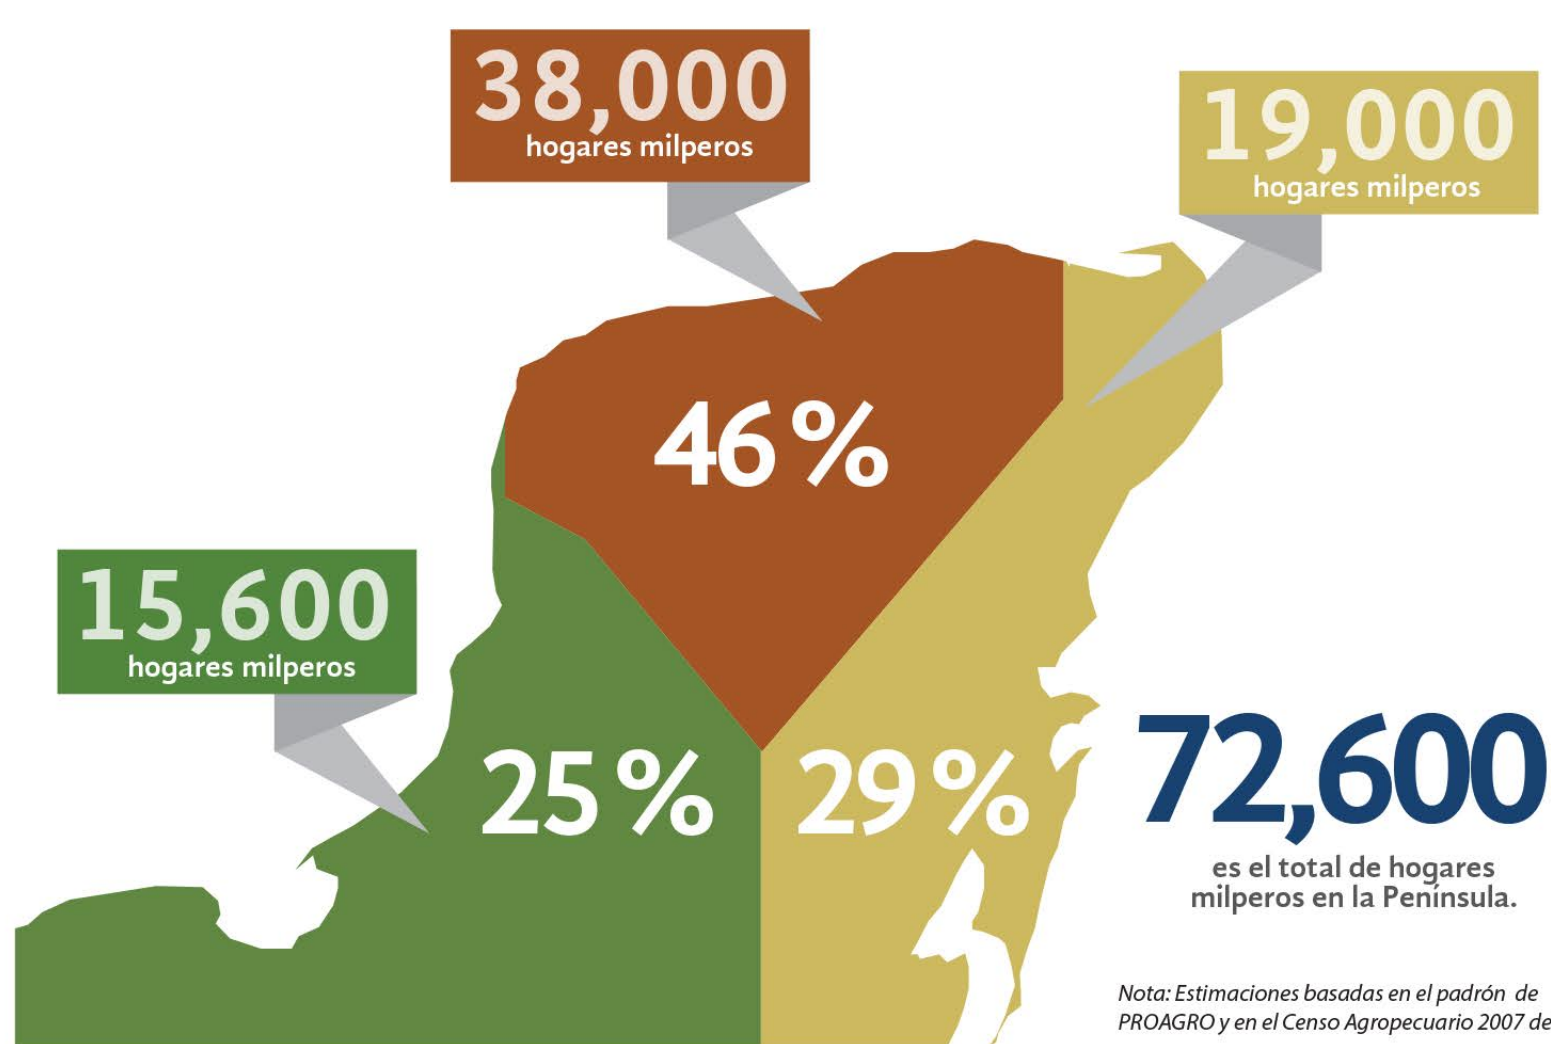 38,000
hogares milperos
19,000
hogares milperos
46%
15,600
hogares milperos
25%
29%
72,600
es el total de hogares
milperos en la Península.
Nota: Estimaciones basadas en el padrón de
PROAGRO y en el Censo Agropecuario 2007 de